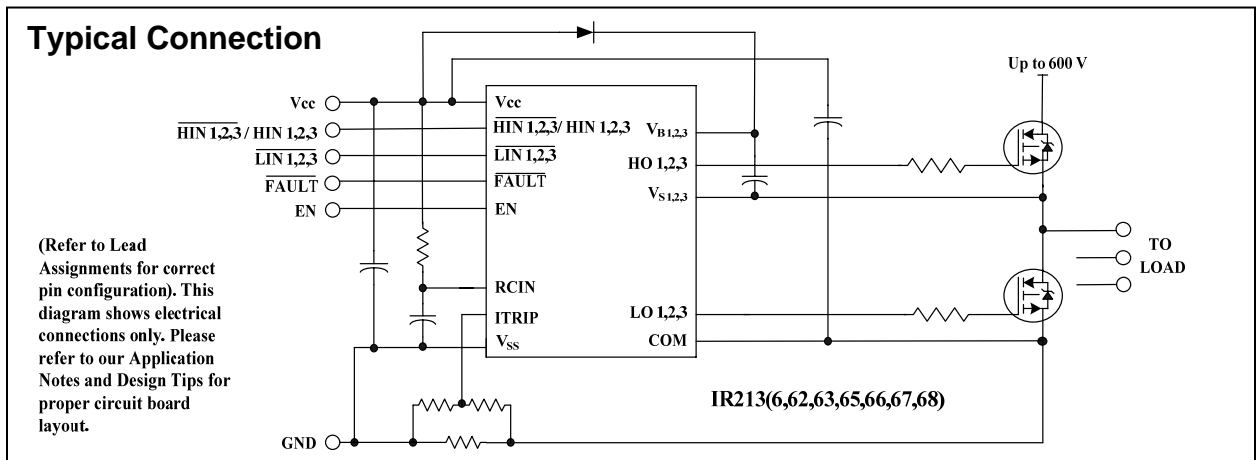 Typical Connection
Up to 600 V
Vcc
HIN 1,2,3 / HIN 1,2,3
LIN 1,2,3
FAULT
EN
Vcc
HIN 1,2,3 / HIN 1,2,3
LIN 1,2,3
FAULT
EN
RCIN
ITRIP
VSS
VB 1,2,3
HO 1,2,3
VS 1,2,3
LO 1,2,3
COM
TO
LOAD
(Refer to Lead
Assignments for correct
pin configuration). This
diagram shows electrical
connections only. Please
refer to our Application
Notes and Design Tips for
proper circuit board
layout.
GND
IR213(6,62,63,65,66,67,68)